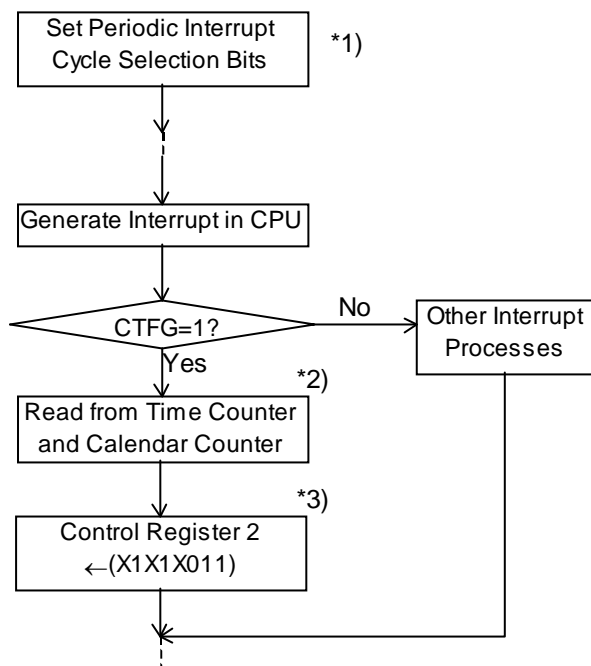 Set Periodic Interrupt
Cycle Selection Bits
*1)
Generate Interrupt in CPU
CTFG=1?
No
Other Interrupt
Processes
Yes
*2)
Read from Time Counter
and Calendar Counter
*3)
Control Register 2
←(X1X1X011)